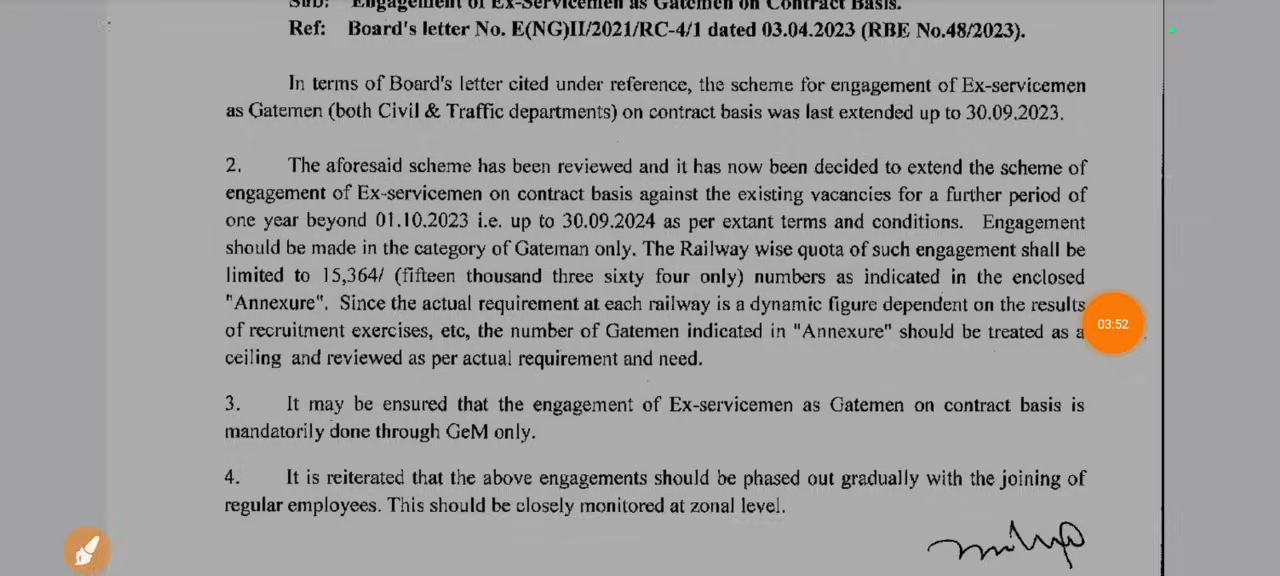 Sub: Engagement of Ex-Servicemen as Gatemen on Contract Basis.
Ref: Board's letter No. E(NG)II/2021/RC-4/1 dated 03.04.2023 (RBE No.48/2023).
In terms of Board's letter cited under reference, the scheme for engagement of Ex-servicemen
as Gatemen (both Civil & Traffic departments) on contract basis was last extended up to 30.09.2023.
2. The aforesaid scheme has been reviewed and it has now been decided to extend the scheme of
engagement of Ex-servicemen on contract basis against the existing vacancies for a further period of
one year beyond 01.10.2023 i.e. up to 30.09.2024 as per extant terms and conditions. Engagement
should be made in the category of Gateman only. The Railway wise quota of such engagement shall be
limited to 15,364/ (fifteen thousand three sixty four only) numbers as indicated in the enclosed
"Annexure". Since the actual requirement at each railway is a dynamic figure dependent on the results
of recruitment exercises, etc, the number of Gatemen indicated in "Annexure" should be treated as a
ceiling and reviewed as per actual requirement and need.
03:52
3. It may be ensured that the engagement of Ex-servicemen as Gatemen on contract basis is
mandatorily done through GeM only.
4. It is reiterated that the above engagements should be phased out gradually with the joining of
regular employees. This should be closely monitored at zonal level.